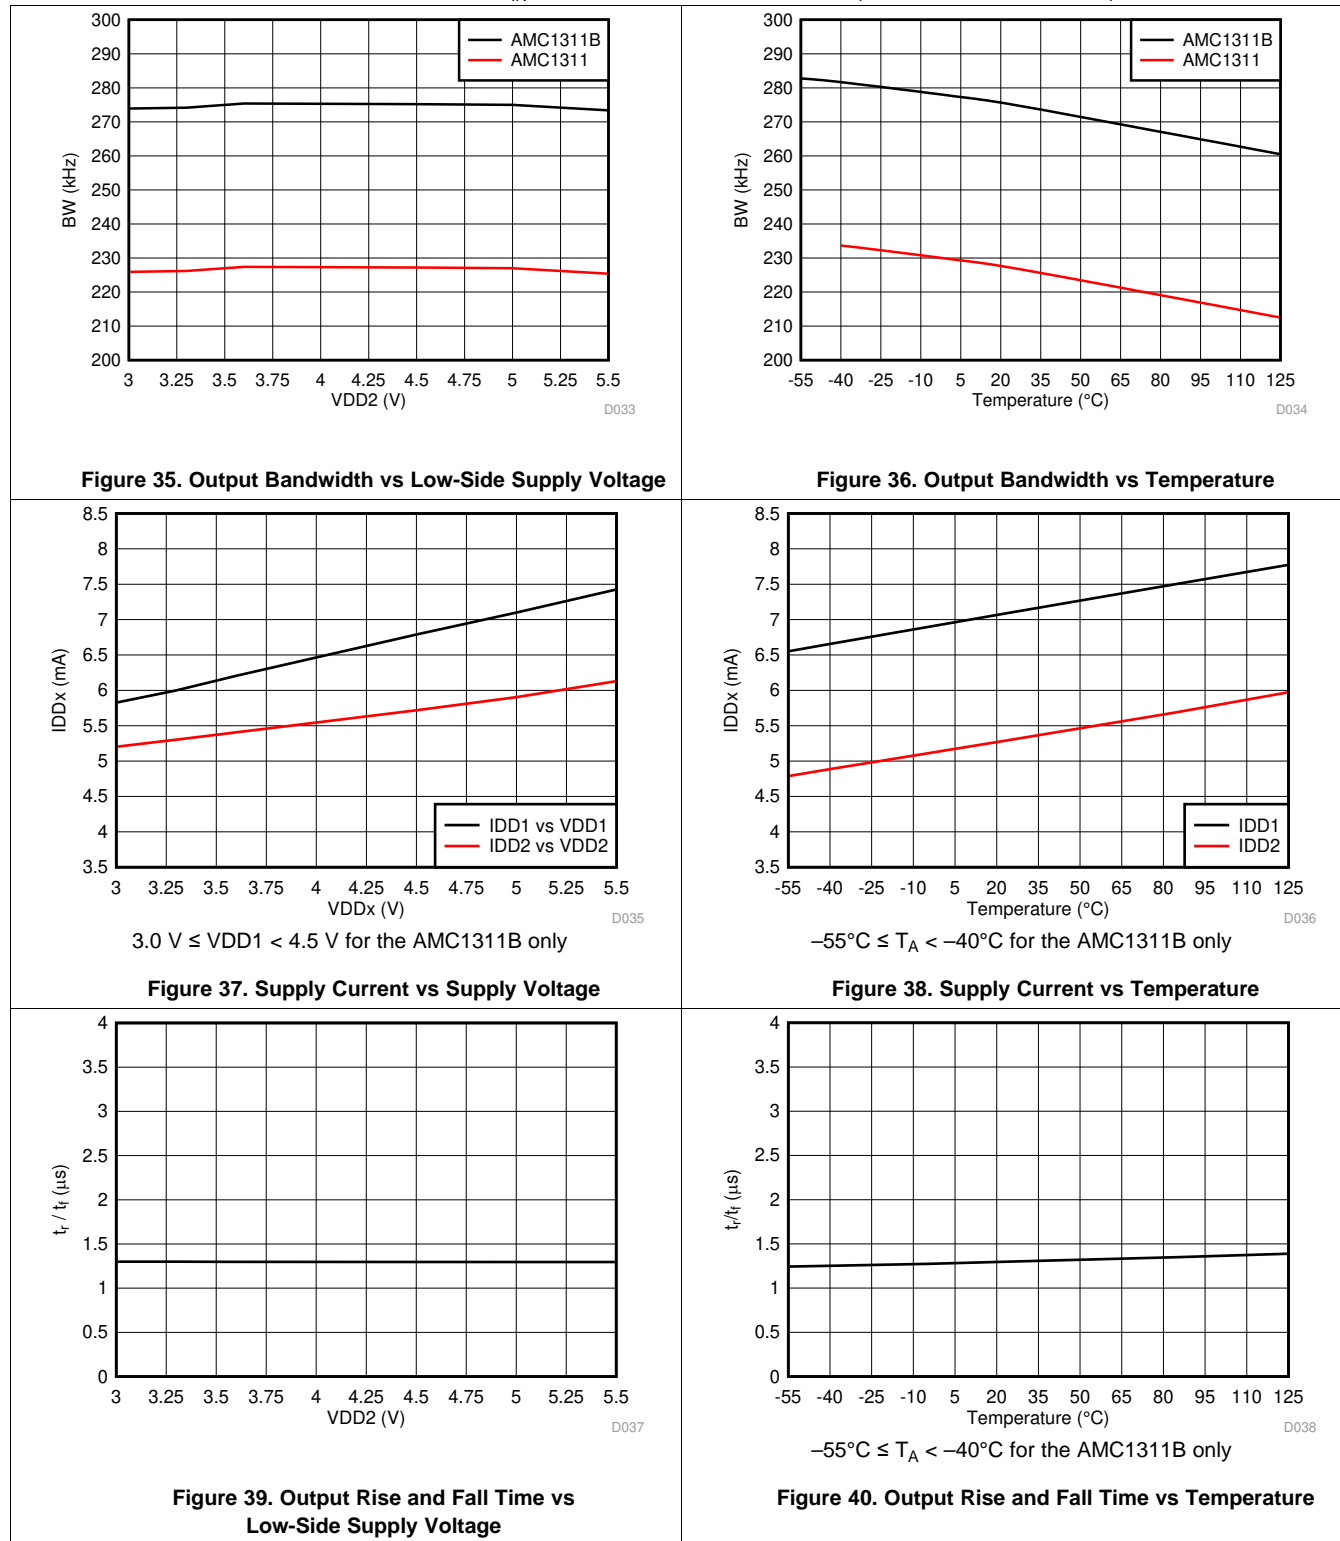 300
290
280
270
260
250
240
230
220
210
200
BW (kHz)
AMC1311B
AMC1311
3 3.25 3.5 3.75 4 4.25 4.5 4.75 5 5.25 5.5
VDD2 (V)
D033
Figure 35. Output Bandwidth vs Low-Side Supply Voltage
300
290
280
270
260
250
240
230
220
210
200
BW (kHz)
AMC1311B
AMC1311
-55 -40 -25 -10 5 20 35 50 65 80 95 110 125
Temperature (°C)
D034
Figure 36. Output Bandwidth vs Temperature
8.5
8
7.5
7
6.5
6
5.5
5
4.5
4
3.5
IDDx (mA)
IDD1 vs VDD1
IDD2 vs VDD2
3 3.25 3.5 3.75 4 4.25 4.5 4.75 5 5.25 5.5
VDDx (V)
D035
3.0 V ≤ VDD1 < 4.5 V for the AMC1311B only
Figure 37. Supply Current vs Supply Voltage
8.5
8
7.5
7
6.5
6
5.5
5
4.5
4
3.5
IDDx (mA)
IDD1
IDD2
-55 -40 -25 -10 5 20 35 50 65 80 95 110 125
Temperature (°C)
D036
–55°C ≤ TA < –40°C for the AMC1311B only
Figure 38. Supply Current vs Temperature
4
3.5
3
2.5
2
1.5
1
0.5
0
tr / tf (µs)
3 3.25 3.5 3.75 4 4.25 4.5 4.75 5 5.25 5.5
VDD2 (V)
D037
Figure 39. Output Rise and Fall Time vs
Low-Side Supply Voltage
4
3.5
3
2.5
2
1.5
1
0.5
0
tr/tf (µs)
-55 -40 -25 -10 5 20 35 50 65 80 95 110 125
Temperature (°C)
D038
–55°C ≤ TA < –40°C for the AMC1311B only
Figure 40. Output Rise and Fall Time vs Temperature